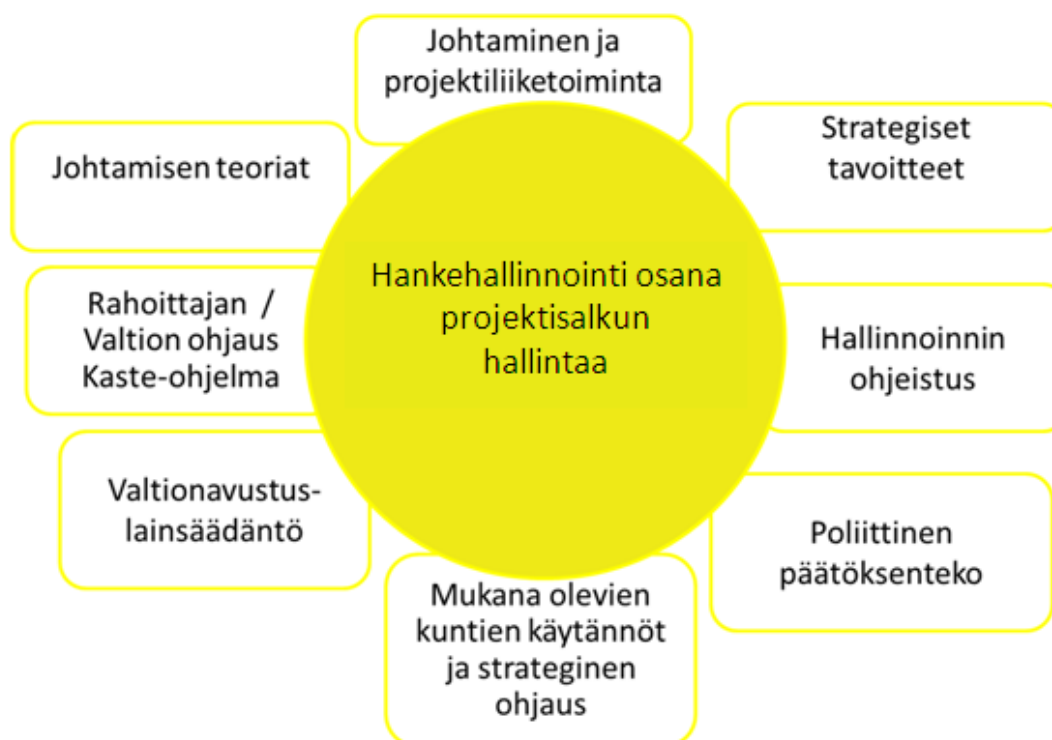 Johtaminen ja
projektiliiketoiminta
Strategiset
tavoitteet
Johtamisen teoriat
Hankehallinnointi osana
projektisalkun
hallintaa
Rahoittajan /
Valtion ohjaus
Kaste-ohjelma
Hallinnoinnin
ohjeistus
Valtionavustus-
lainsäädäntö
Poliittinen
päätöksenteko
Mukana olevien
kuntien käytännöt
ja strateginen
ohjaus